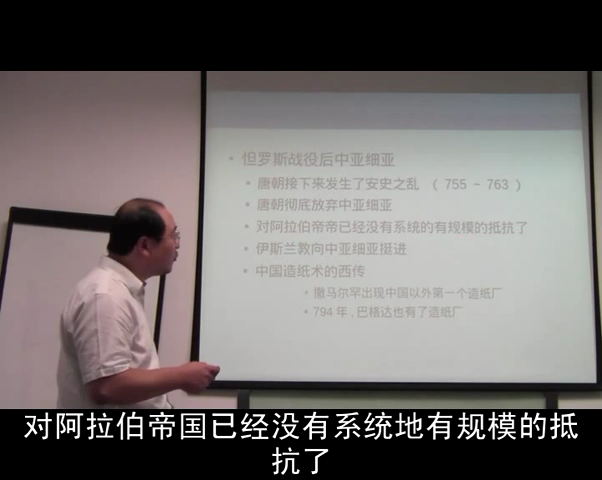 怛罗斯战役后中亚细亚
唐朝接下来发生了安史之乱 ( 755 ~ 763 )
唐朝彻底放弃中亚细亚
对阿拉伯帝帝已经没有系统的有规模的抵抗了
伊斯兰教向中亚细亚挺进
中国造纸术的西传
撒马尔罕出现中国以外第一个造纸厂
794 年 , 巴格达也有了造纸厂
对阿拉伯帝国已经没有系统地有规模的抵
抗了